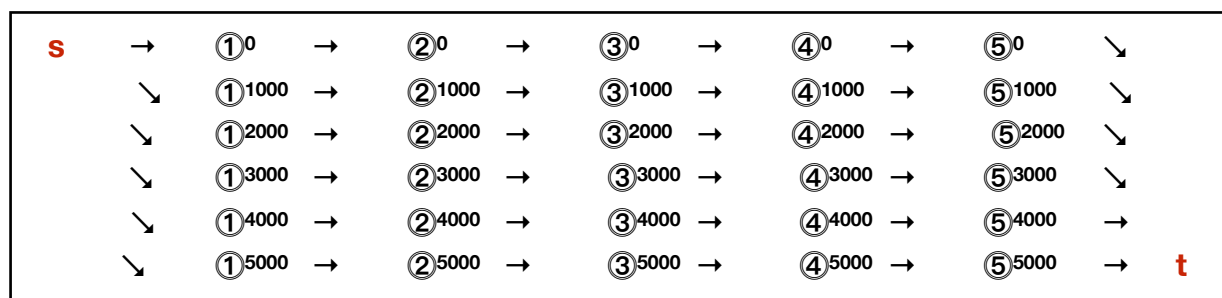 s → ①0 → ②0 → ③0 → ④0 → ⑤0 ↘
↘ ①1000 → ②1000 → ③1000 → ④1000 → ⑤1000 ↘
↘ ①2000 → ②2000 → ③2000 → ④2000 → ⑤2000 ↘
↘ ①3000 → ②3000 → ③3000 → ④3000 → ⑤3000 ↘
↘ ①4000 → ②4000 → ③4000 → ④4000 → ⑤4000 →
↘ ①5000 → ②5000 → ③5000 → ④5000 → ⑤5000 → t